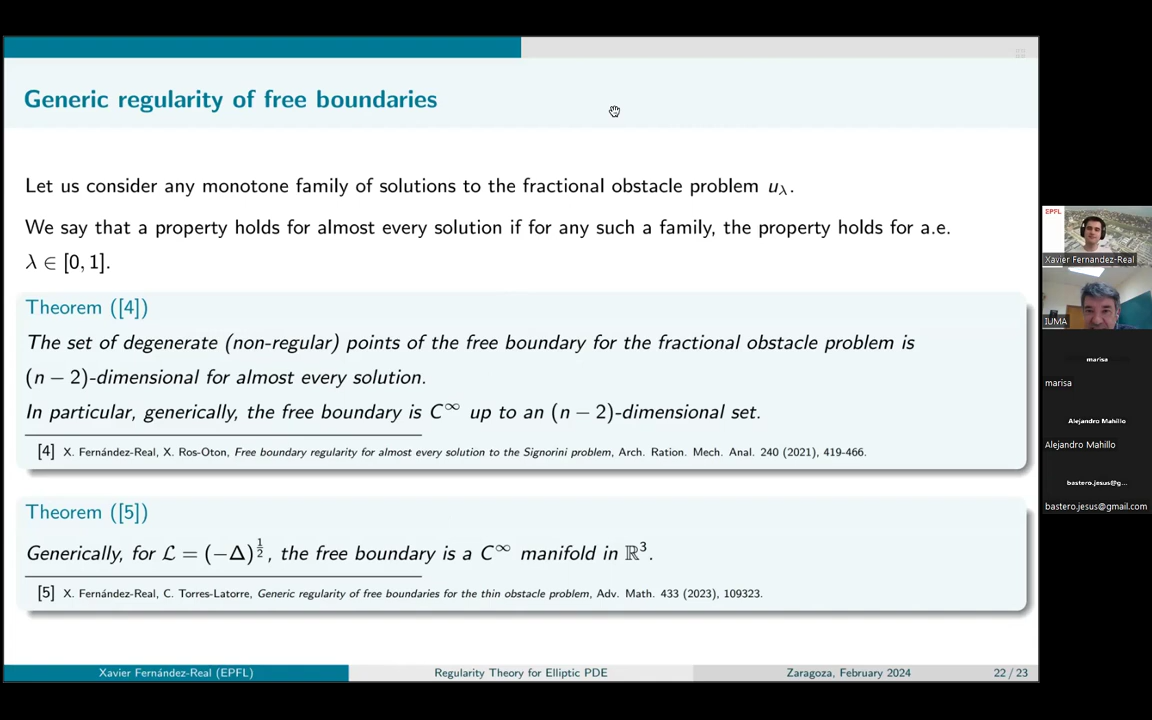 Generic regularity of free boundaries
Let us consider any monotone family of solutions to the fractional obstacle problem u_λ.
We say that a property holds for almost every solution if for any such a family, the property holds for a.e.
λ ∈ [0, 1].
Theorem ([4])
The set of degenerate (non-regular) points of the free boundary for the fractional obstacle problem is
(n − 2)-dimensional for almost every solution.
In particular, generically, the free boundary is C^∞ up to an (n − 2)-dimensional set.
[4] X. Fernández-Real, X. Ros-Oton, Free boundary regularity for almost every solution to the Signorini problem, Arch. Ration. Mech. Anal. 240 (2021), 419-466.
Theorem ([5])
Generically, for ℒ = (−Δ)^{1/2}, the free boundary is a C^∞ manifold in ℝ³.
[5] X. Fernández-Real, C. Torres-Latorre, Generic regularity of free boundaries for the thin obstacle problem, Adv. Math. 433 (2023), 109323.
Xavier Fernández-Real (EPFL)
Regularity Theory for Elliptic PDE
Zaragoza, February 2024
22 / 23
EPFL
Xavier Fernandez-Real
IUMA
marisa
marisa
Alejandro Mahillo
Alejandro Mahillo
bastero.jesus@g...
bastero.jesus@gmail.com